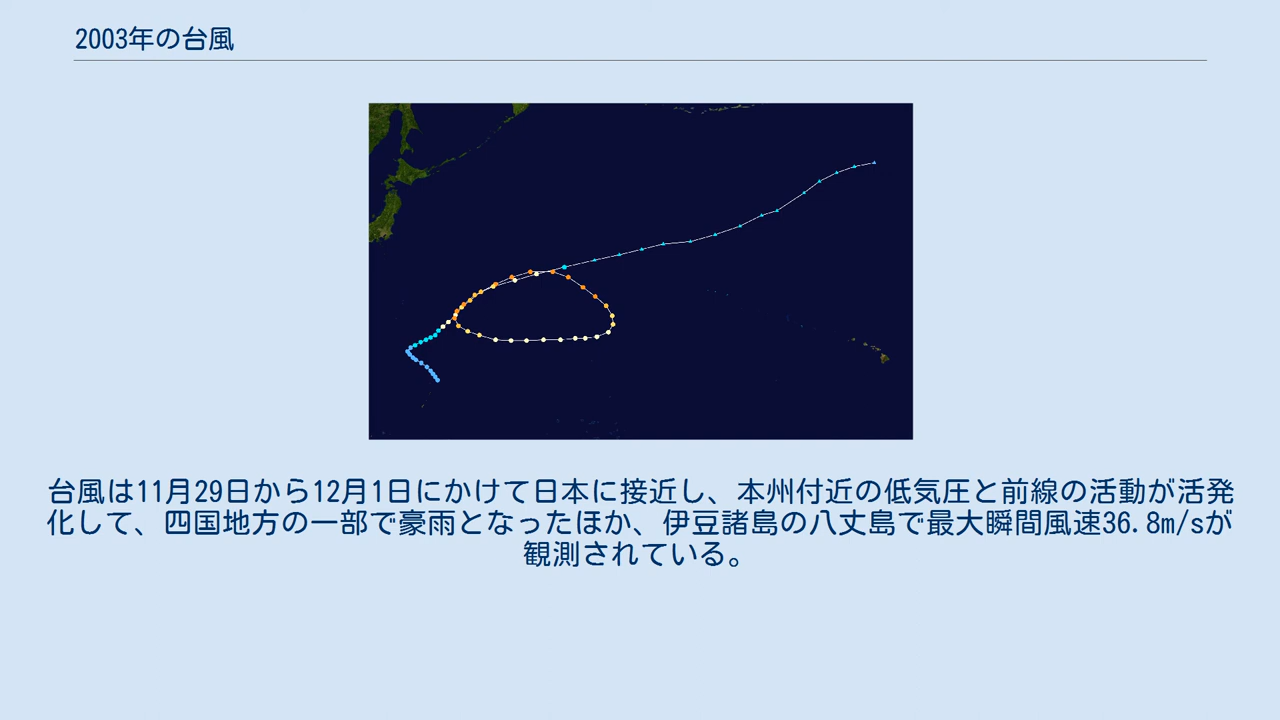 2003年の台風
台風は11月29日から12月1日にかけて日本に接近し、本州付近の低気圧と前線の活動が活発
化して、四国地方の一部で豪雨となったほか、伊豆諸島の八丈島で最大瞬間風速36.8m/sが
観測されている。